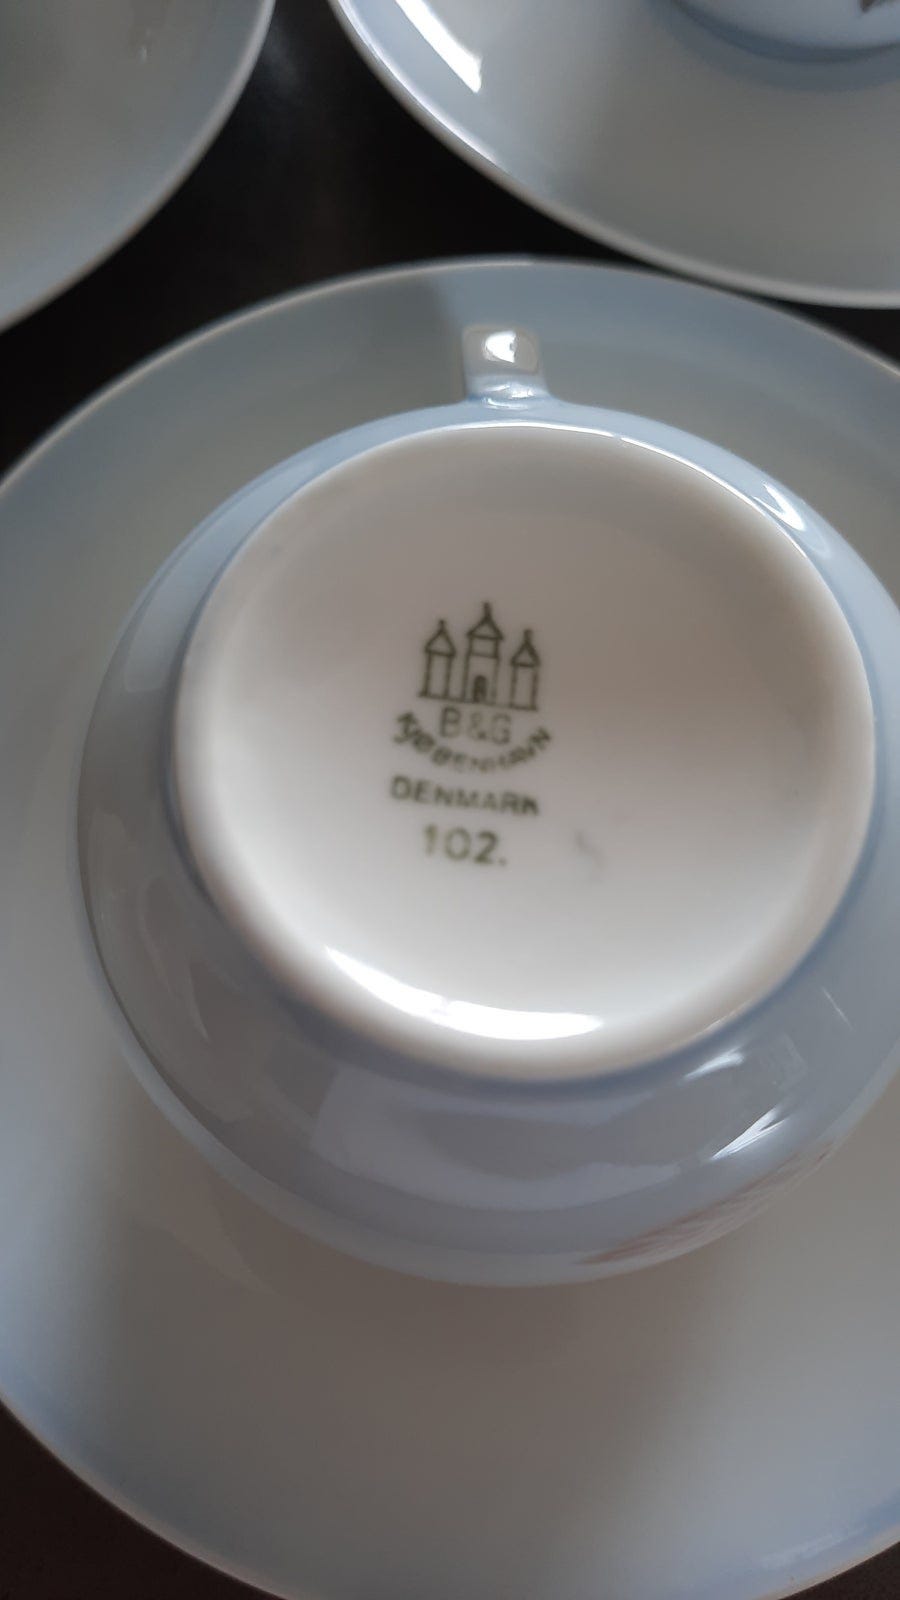 B&G
KJØBENHAVN
DENMARK
102.